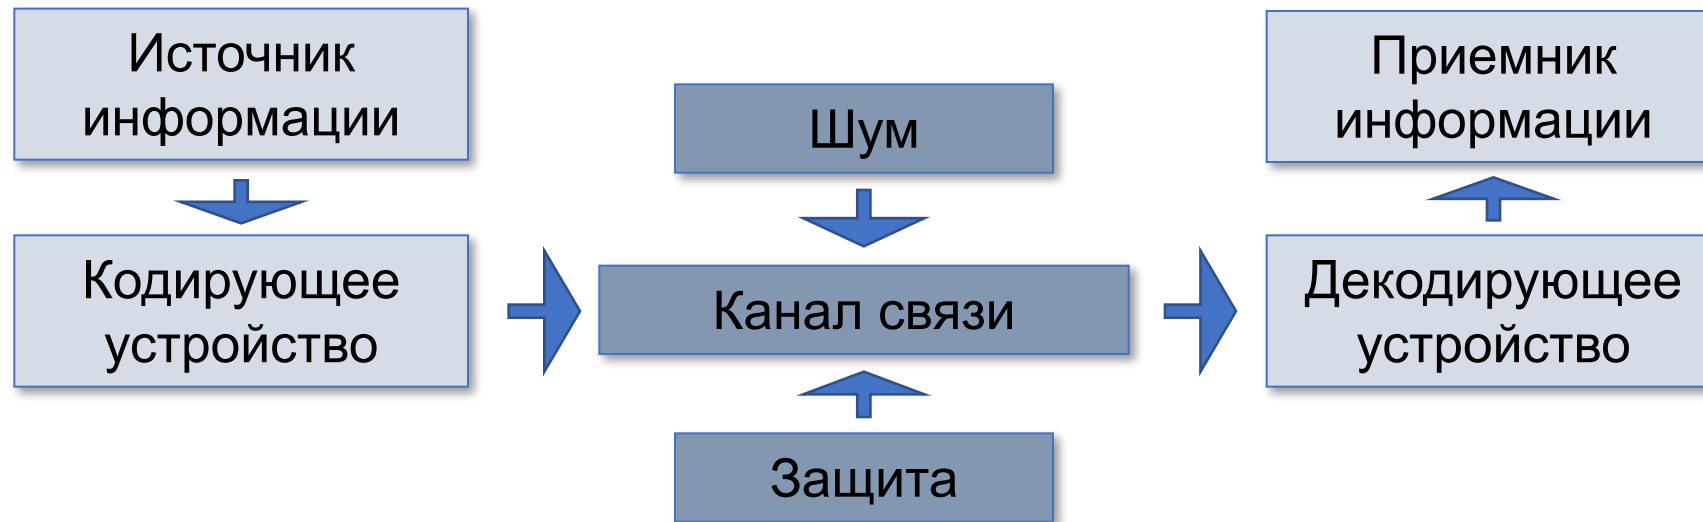 Источник
информации
Кодирующее
устройство
Шум
Канал связи
Защита
Приемник
информации
Декодирующее
устройство